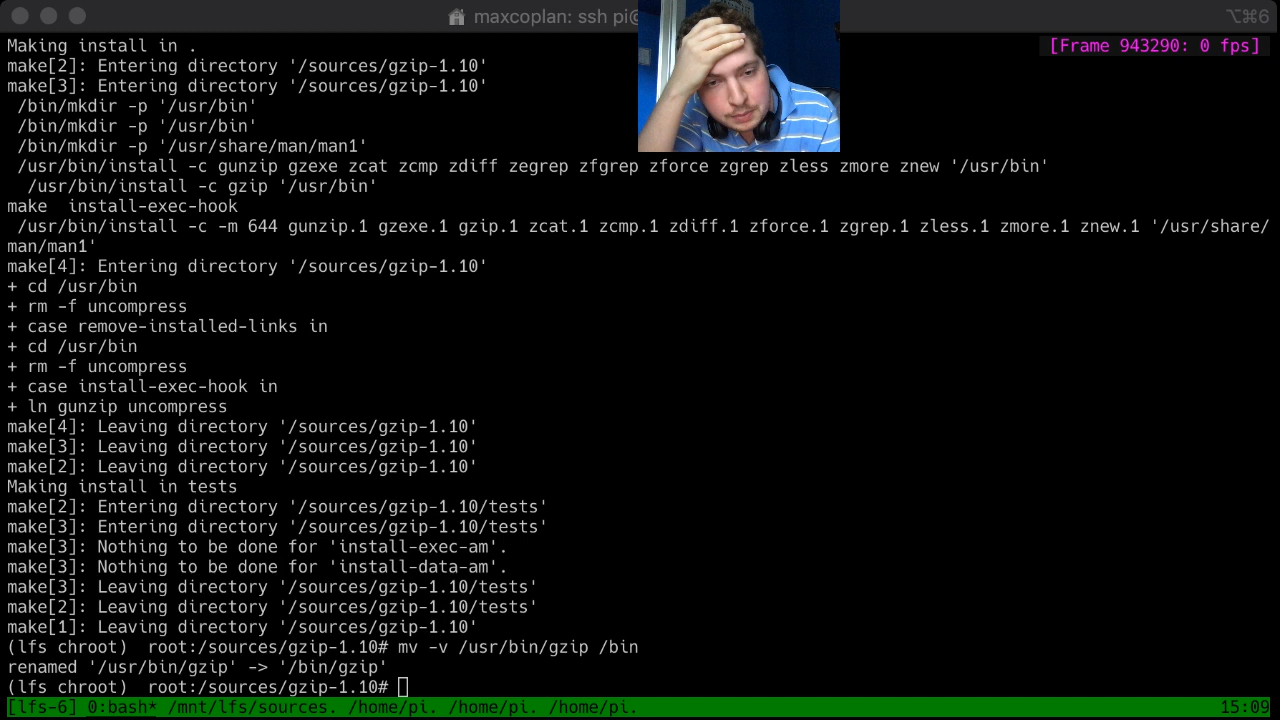 maxcoplan: ssh pi@
⌥⌘6
Making install in .
[Frame 943290: 0 fps]
make[2]: Entering directory '/sources/gzip-1.10'
make[3]: Entering directory '/sources/gzip-1.10'
/bin/mkdir -p '/usr/bin'
/bin/mkdir -p '/usr/bin'
/bin/mkdir -p '/usr/share/man/man1'
/usr/bin/install -c gunzip gzexe zcat zcmp zdiff zegrep zfgrep zforce zgrep zless zmore znew '/usr/bin'
/usr/bin/install -c gzip '/usr/bin'
make  install-exec-hook
/usr/bin/install -c -m 644 gunzip.1 gzexe.1 gzip.1 zcat.1 zcmp.1 zdiff.1 zforce.1 zgrep.1 zless.1 zmore.1 znew.1 '/usr/share/
man/man1'
make[4]: Entering directory '/sources/gzip-1.10'
+ cd /usr/bin
+ rm -f uncompress
+ case remove-installed-links in
+ cd /usr/bin
+ rm -f uncompress
+ case install-exec-hook in
+ ln gunzip uncompress
make[4]: Leaving directory '/sources/gzip-1.10'
make[3]: Leaving directory '/sources/gzip-1.10'
make[2]: Leaving directory '/sources/gzip-1.10'
Making install in tests
make[2]: Entering directory '/sources/gzip-1.10/tests'
make[3]: Entering directory '/sources/gzip-1.10/tests'
make[3]: Nothing to be done for 'install-exec-am'.
make[3]: Nothing to be done for 'install-data-am'.
make[3]: Leaving directory '/sources/gzip-1.10/tests'
make[2]: Leaving directory '/sources/gzip-1.10/tests'
make[1]: Leaving directory '/sources/gzip-1.10'
(lfs chroot)  root:/sources/gzip-1.10# mv -v /usr/bin/gzip /bin
renamed '/usr/bin/gzip' -> '/bin/gzip'
(lfs chroot)  root:/sources/gzip-1.10#
[lfs-6] 0:bash* /mnt/lfs/sources. /home/pi. /home/pi. /home/pi.
15:09